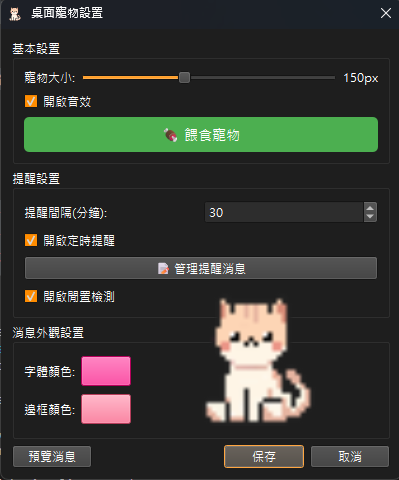 桌面寵物設置
基本設置
寵物大小: 150px
開啟音效
餵食寵物
提醒設置
提醒間隔(分鐘): 30
開啟定時提醒
管理提醒消息
開啟閒置檢測
消息外觀設置
字體顏色:
邊框顏色:
預覽消息 保存 取消